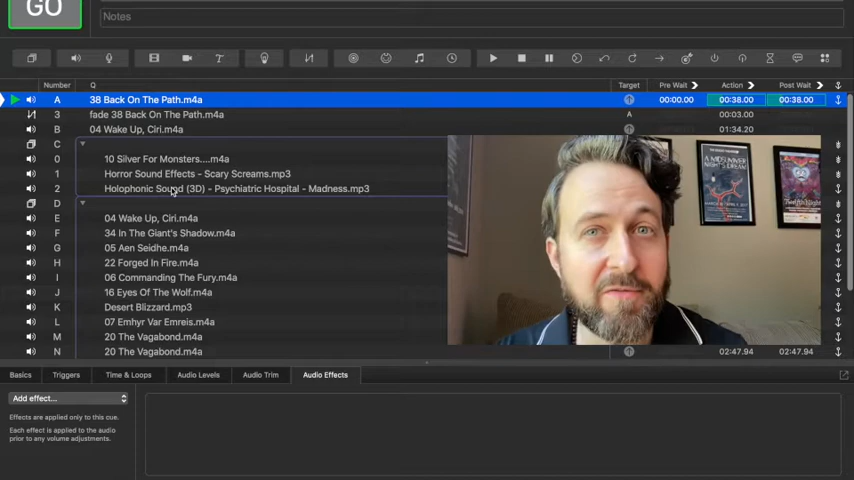 GO
Notes
Number Q Target Pre Wait Action Post Wait
A 38 Back On The Path.m4a 00:00.00 00:38.00 00:38.00
3 fade 38 Back On The Path.m4a A 00:03.00
B 04 Wake Up, Ciri.m4a 01:34.20
C
0 10 Silver For Monsters....m4a
1 Horror Sound Effects - Scary Screams.mp3
2 Holophonic Sound (3D) - Psychiatric Hospital - Madness.mp3
D
E 04 Wake Up, Ciri.m4a
F 34 In The Giant's Shadow.m4a
G 05 Aen Seidhe.m4a
H 22 Forged In Fire.m4a
I 06 Commanding The Fury.m4a
J 16 Eyes Of The Wolf.m4a
K Desert Blizzard.mp3
L 07 Emhyr Var Emreis.m4a
M 20 The Vagabond.m4a
N 20 The Vagabond.m4a 02:47.94 02:47.94
A MIDSUMMER
NIGHT'S
DREAM
Basics Triggers Time & Loops Audio Levels Audio Trim Audio Effects
Add effect...
Effects are applied only to this cue.
Each effect is applied to the audio
prior to any volume adjustments.